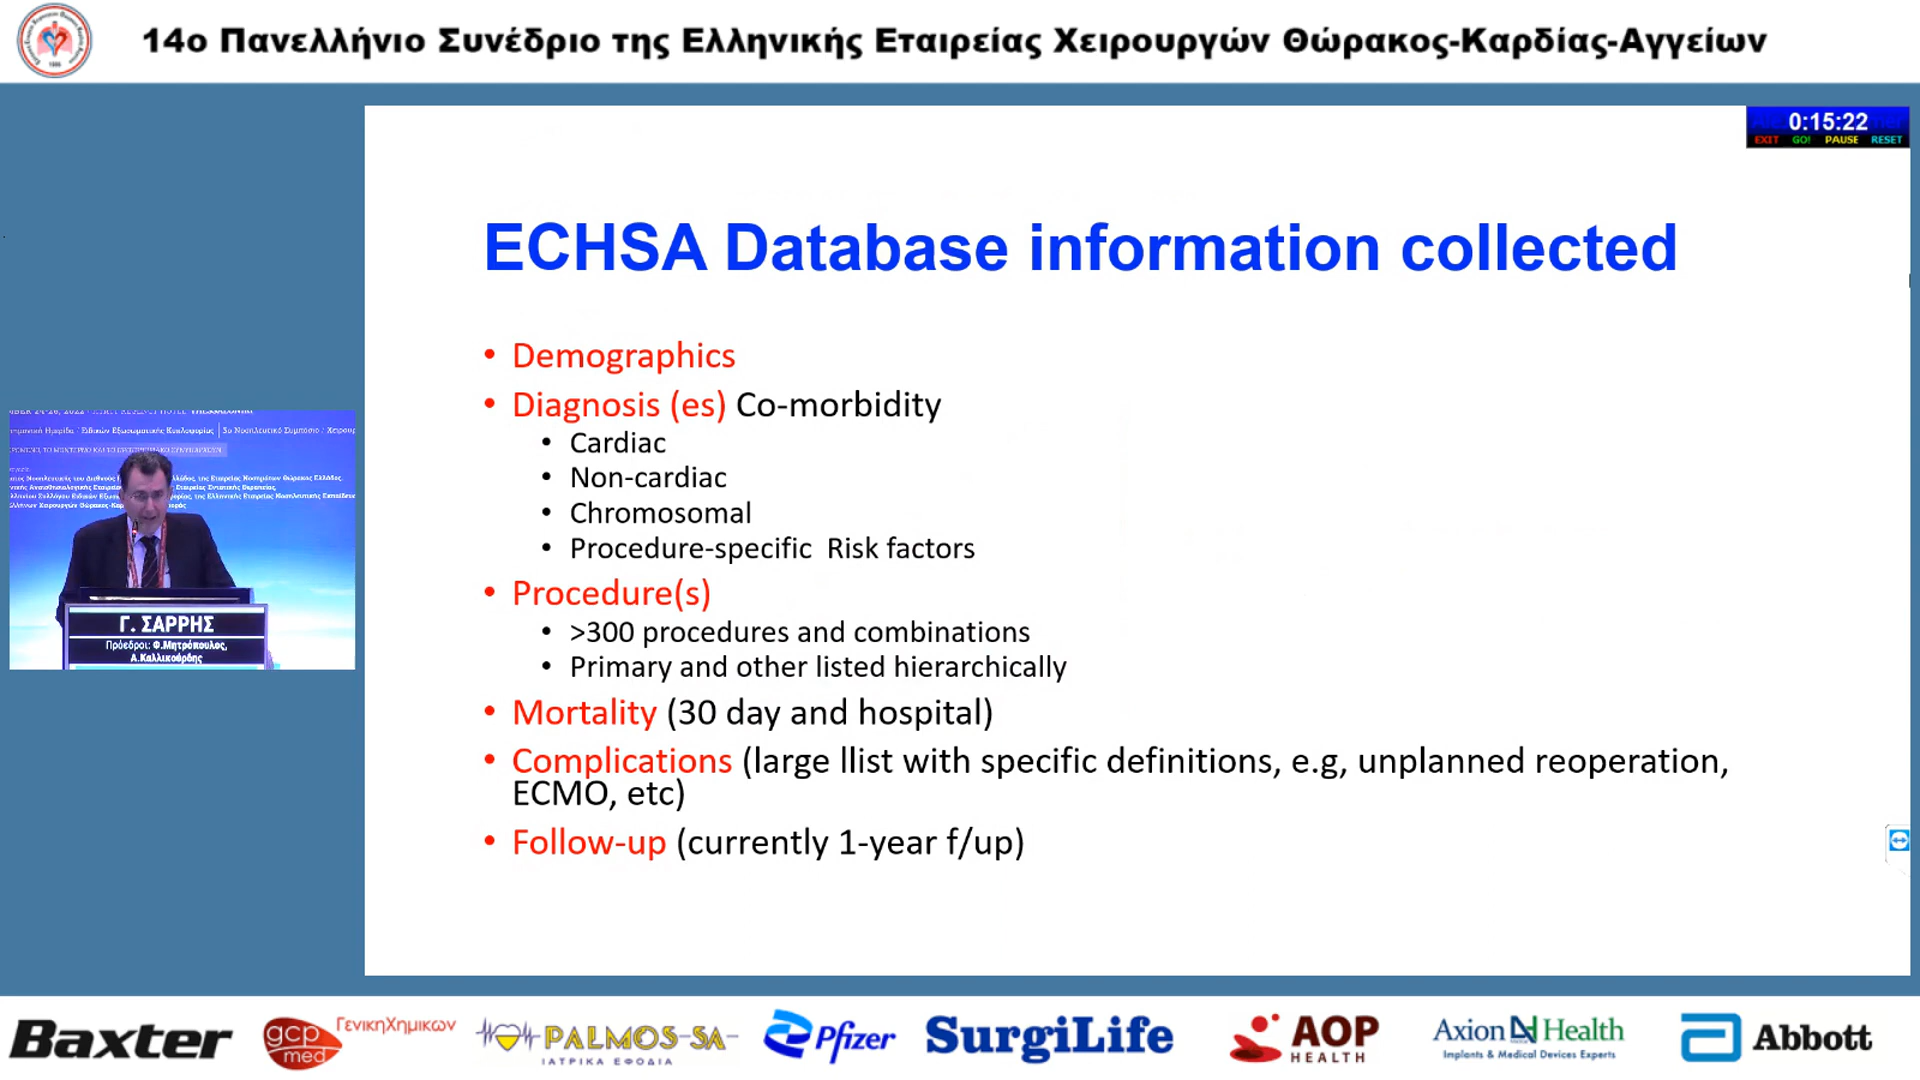 14ο Πανελλήνιο Συνέδριο της Ελληνικής Εταιρείας Χειρουργών Θώρακος-Καρδίας-Αγγείων
0:15:22
EXIT GO! PAUSE RESET
ECHSA Database information collected
• Demographics
• Diagnosis (es) Co-morbidity
• Cardiac
• Non-cardiac
• Chromosomal
• Procedure-specific Risk factors
• Procedure(s)
• >300 procedures and combinations
• Primary and other listed hierarchically
• Mortality (30 day and hospital)
• Complications (large llist with specific definitions, e.g, unplanned reoperation,
ECMO, etc)
• Follow-up (currently 1-year f/up)
Γ. ΣΑΡΡΗΣ
Πρόεδροι: Φ.Μητρόπουλος,
Α.Καλλικούρδης
Baxter
gcp med ΓενικηΧημικων
PALMOS-SA
ΙΑΤΡΙΚΑ ΕΦΟΔΙΑ
Pfizer
SurgiLife
AOP
HEALTH
Axion Health
Implants & Medical Devices Experts
Abbott